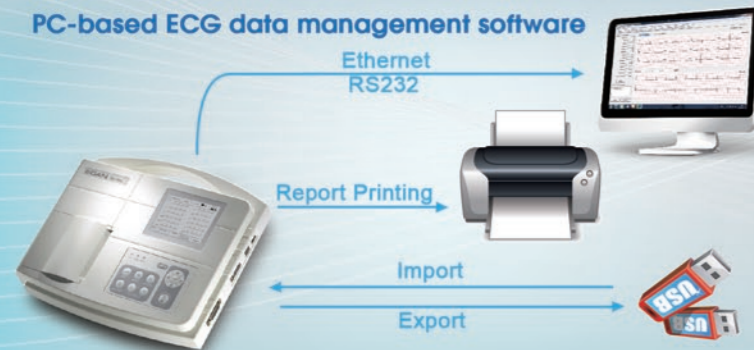 PC-based ECG data management software
Ethernet
RS232
Report Printing
Import
Export
USB
USB